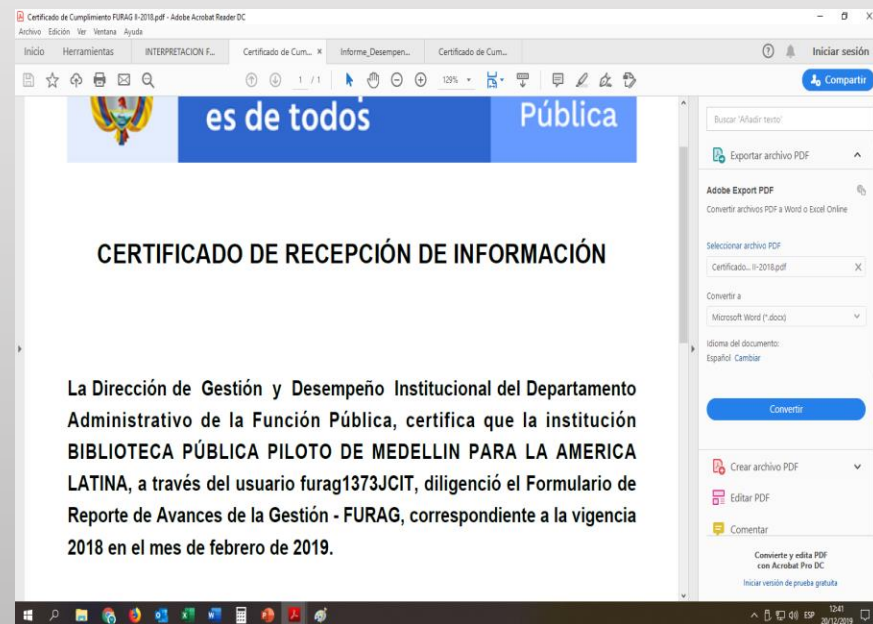 Certificado de Cumplimiento FURAG II-2018.pdf - Adobe Acrobat Reader DC
Archivo Edición Ver Ventana Ayuda
Inicio Herramientas INTERPRETACION F... Certificado de Cum... × Informe_Desempen... Certificado de Cum... Iniciar sesión
1 / 1 129% Compartir
es de todos
Pública
CERTIFICADO DE RECEPCIÓN DE INFORMACIÓN
La Dirección de Gestión y Desempeño Institucional del Departamento
Administrativo de la Función Pública, certifica que la institución
BIBLIOTECA PÚBLICA PILOTO DE MEDELLIN PARA LA AMERICA
LATINA, a través del usuario furag1373JCIT, diligenció el Formulario de
Reporte de Avances de la Gestión - FURAG, correspondiente a la vigencia
2018 en el mes de febrero de 2019.
Buscar 'Añadir texto'
Exportar archivo PDF
Adobe Export PDF
Convertir archivos PDF a Word o Excel Online
Seleccionar archivo PDF
Certificado... II-2018.pdf
Convertir a
Microsoft Word (*.docx)
Idioma del documento:
Español Cambiar
Convertir
Crear archivo PDF
Editar PDF
Comentar
Convierte y edita PDF
con Acrobat Pro DC
Iniciar versión de prueba gratuita
ESP 12:41
20/12/2019